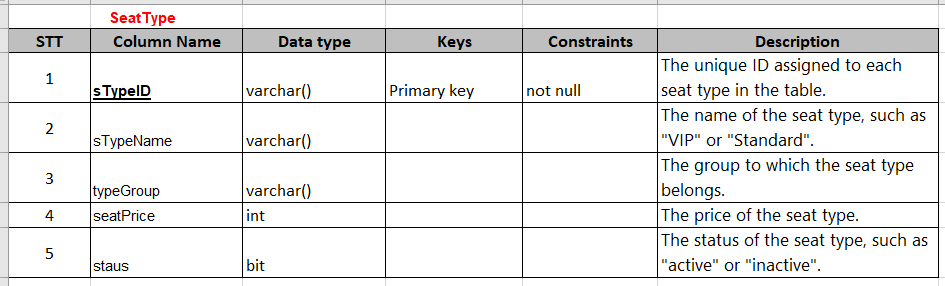 SeatType
STT Column Name Data type Keys Constraints Description
1 sTypeID varchar() Primary key not null The unique ID assigned to each
seat type in the table.
2 sTypeName varchar() The name of the seat type, such as
"VIP" or "Standard".
3 typeGroup varchar() The group to which the seat type
belongs.
4 seatPrice int The price of the seat type.
5 staus bit The status of the seat type, such as
"active" or "inactive".